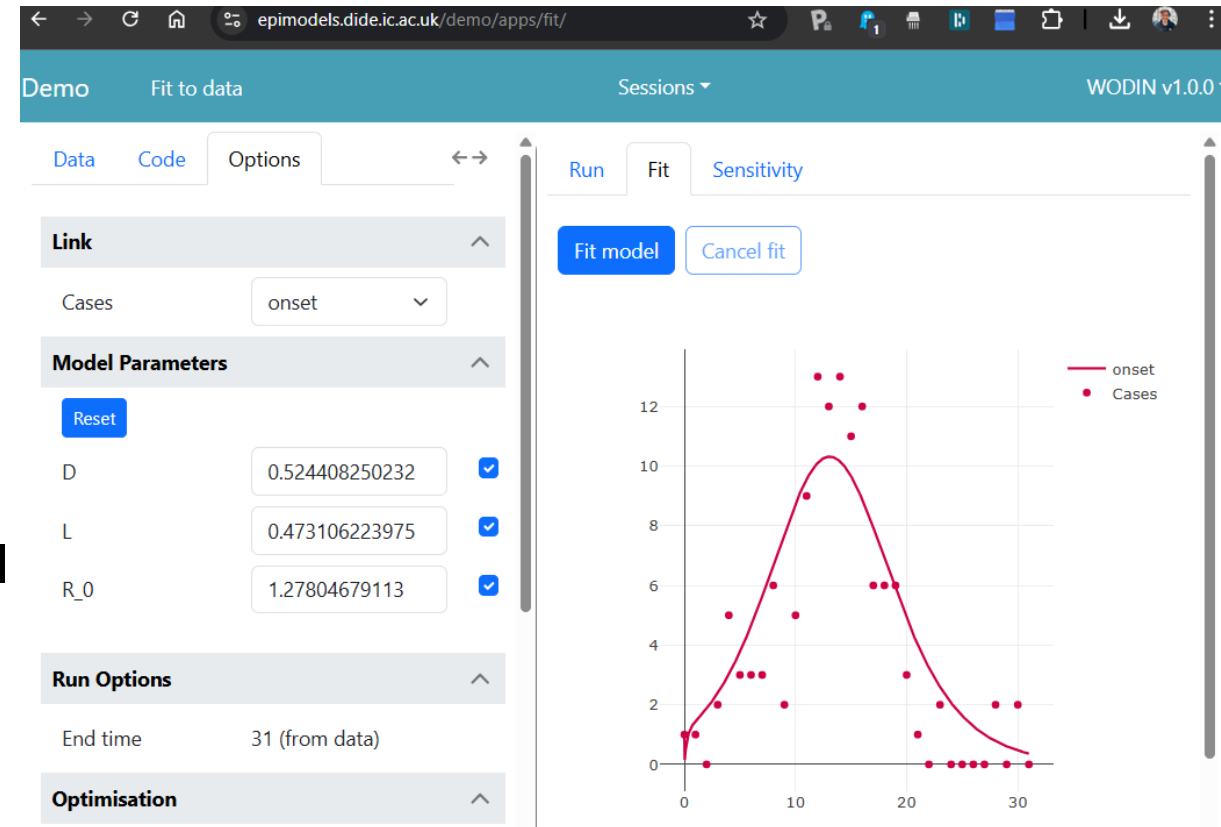 epimodels.dide.ic.ac.uk/demo/apps/fit/
1
Demo Fit to data Sessions WODIN v1.0.0
Data Code Options
Link
Cases onset
Model Parameters
Reset
D 0.524408250232
L 0.473106223975
R_0 1.27804679113
Run Options
End time 31 (from data)
Optimisation
Run Fit Sensitivity
Fit model Cancel fit
onset
Cases
12
10
8
6
4
2
0
0 10 20 30